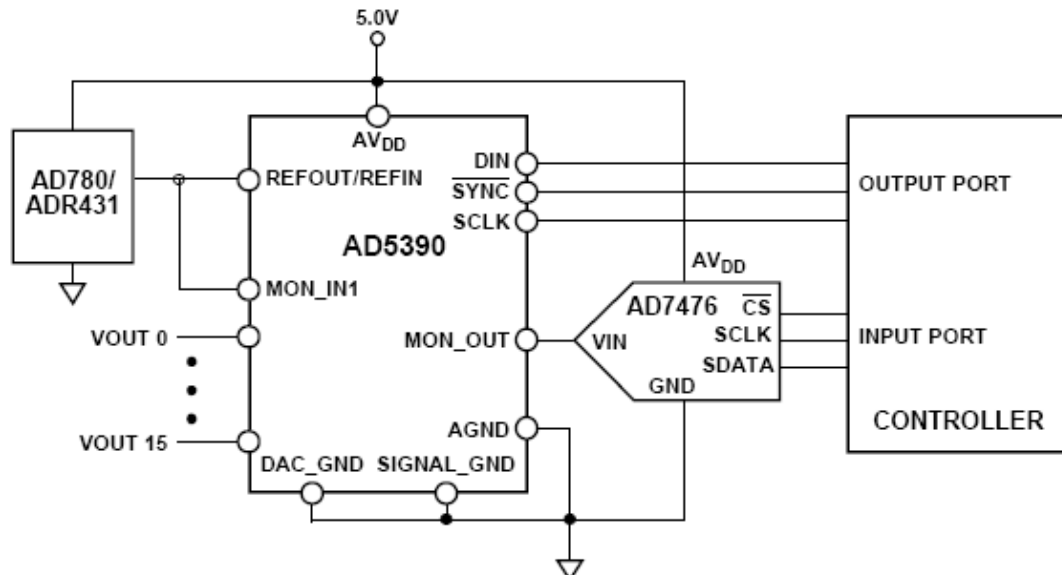 5.0V
AVDD
AD780/
ADR431
REFOUT/REFIN
DIN
SYNC
SCLK
OUTPUT PORT
AD5390
MON_IN1
AVDD
AD7476
CS
VOUT 0
MON_OUT
VIN
SCLK
INPUT PORT
SDATA
GND
VOUT 15
AGND
CONTROLLER
DAC_GND
SIGNAL_GND